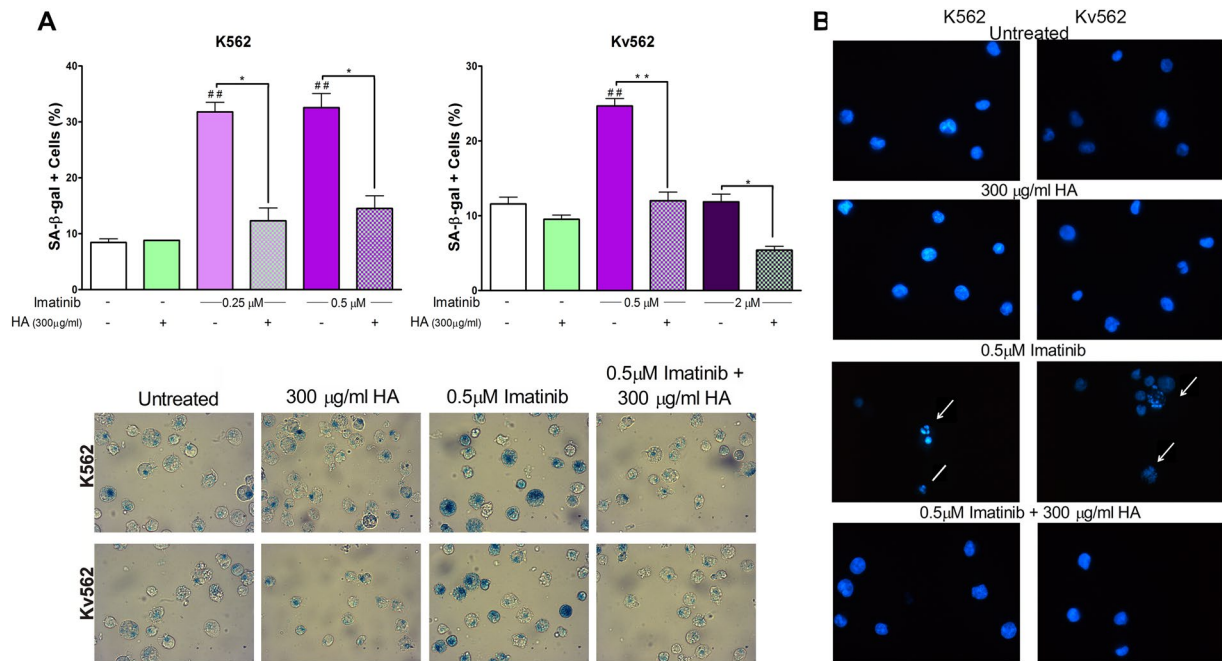 A
K562
SA-β-gal + Cells (%)
40
30
20
10
0
##
*
##
*
Imatinib - - 0.25 μM 0.5 μM
HA (300μg/ml) - + - + - +
Kv562
SA-β-gal + Cells (%)
30
20
10
0
##
* *
*
Imatinib - - 0.5 μM 2 μM
HA (300μg/ml) - + - + - +
Untreated
300 μg/ml HA
0.5μM Imatinib
0.5μM Imatinib +
300 μg/ml HA
K562
Kv562
B
K562 Kv562
Untreated
300 μg/ml HA
0.5μM Imatinib
0.5μM Imatinib + 300 μg/ml HA